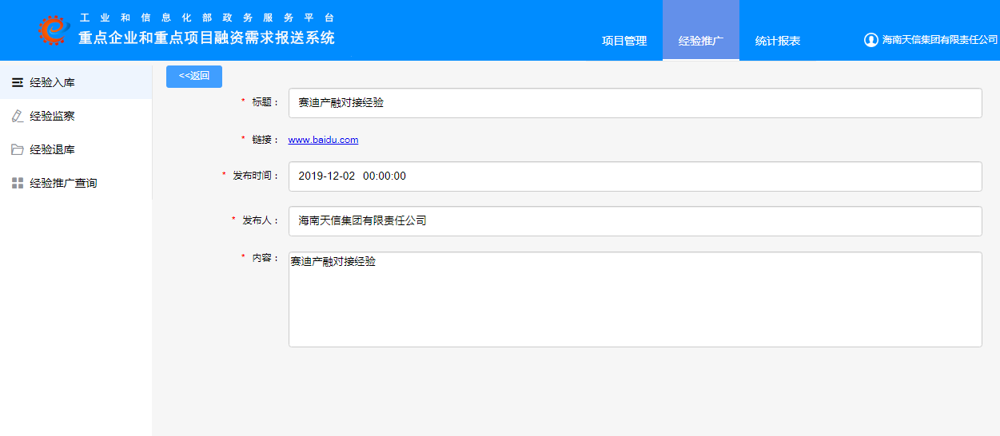 工业和信息化部政务服务平台
重点企业和重点项目融资需求报送系统
项目管理
经验推广
统计报表
海南天信集团有限责任公司
经验入库
经验监察
经验退库
经验推广查询
<<返回
* 标题： 赛迪产融对接经验
* 链接： www.baidu.com
* 发布时间： 2019-12-02 00:00:00
* 发布人： 海南天信集团有限责任公司
* 内容： 赛迪产融对接经验